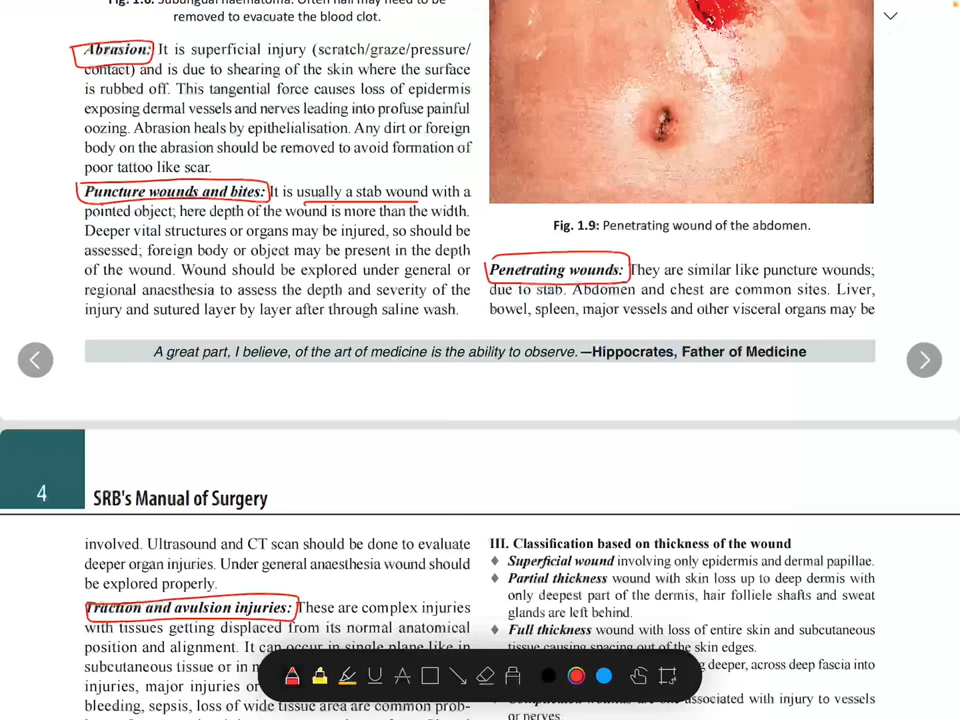 Fig. 1.6: Subungual haematoma. Often nail may need to be
removed to evacuate the blood clot.
Abrasion: It is superficial injury (scratch/graze/pressure/
contact) and is due to shearing of the skin where the surface
is rubbed off. This tangential force causes loss of epidermis
exposing dermal vessels and nerves leading into profuse painful
oozing. Abrasion heals by epithelialisation. Any dirt or foreign
body on the abrasion should be removed to avoid formation of
poor tattoo like scar.
Puncture wounds and bites: It is usually a stab wound with a
pointed object; here depth of the wound is more than the width.
Deeper vital structures or organs may be injured, so should be
assessed; foreign body or object may be present in the depth
of the wound. Wound should be explored under general or
regional anaesthesia to assess the depth and severity of the
injury and sutured layer by layer after through saline wash.
Fig. 1.9: Penetrating wound of the abdomen.
Penetrating wounds: They are similar like puncture wounds;
due to stab. Abdomen and chest are common sites. Liver,
bowel, spleen, major vessels and other visceral organs may be
A great part, I believe, of the art of medicine is the ability to observe.—Hippocrates, Father of Medicine
4
SRB's Manual of Surgery
involved. Ultrasound and CT scan should be done to evaluate
deeper organ injuries. Under general anaesthesia wound should
be explored properly.
Traction and avulsion injuries: These are complex injuries
with tissues getting displaced from its normal anatomical
position and alignment. It can occur in single plane like in
subcutaneous tissue or in
injuries, major injuries or
bleeding, sepsis, loss of wide tissue area are common prob-
III. Classification based on thickness of the wound
♦ Superficial wound involving only epidermis and dermal papillae.
♦ Partial thickness wound with skin loss up to deep dermis with
only deepest part of the dermis, hair follicle shafts and sweat
glands are left behind.
♦ Full thickness wound with loss of entire skin and subcutaneous
tissue causing spacing out of the skin edges.
deeper, across deep fascia into
associated with injury to vessels
or nerves.